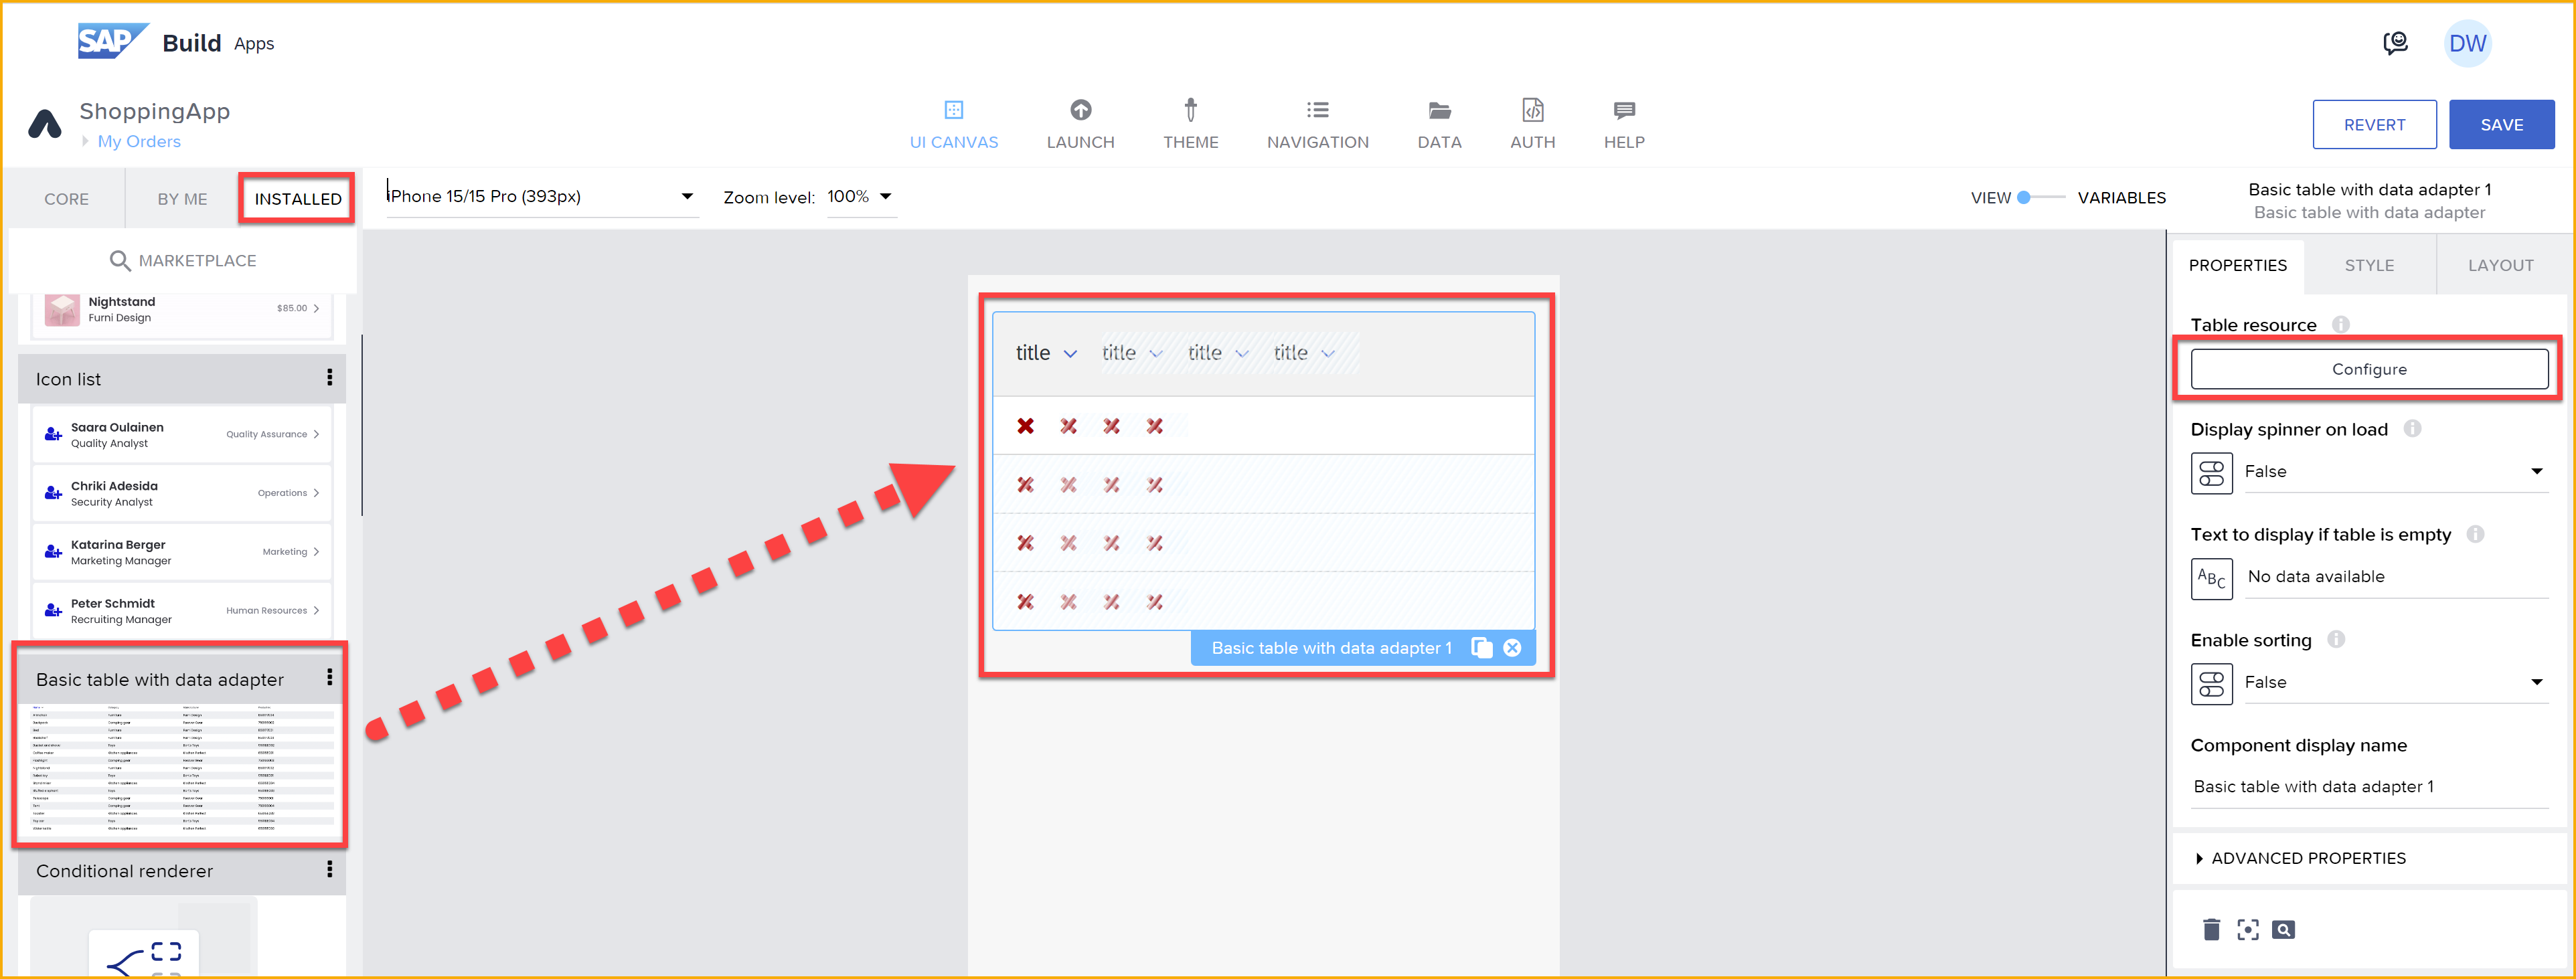 SAP Build Apps
DW
ShoppingApp
My Orders
UI CANVAS
LAUNCH
THEME
NAVIGATION
DATA
AUTH
HELP
REVERT
SAVE
CORE
BY ME
INSTALLED
iPhone 15/15 Pro (393px)
Zoom level: 100%
VIEW
VARIABLES
Basic table with data adapter 1
Basic table with data adapter
MARKETPLACE
Nightstand
Furni Design
$85.00
Icon list
Saara Oulainen
Quality Analyst
Quality Assurance
Chriki Adesida
Security Analyst
Operations
Katarina Berger
Marketing Manager
Marketing
Peter Schmidt
Recruiting Manager
Human Resources
Basic table with data adapter
Conditional renderer
title title title title
Basic table with data adapter 1
PROPERTIES
STYLE
LAYOUT
Table resource
Configure
Display spinner on load
False
Text to display if table is empty
ABC
No data available
Enable sorting
False
Component display name
Basic table with data adapter 1
ADVANCED PROPERTIES